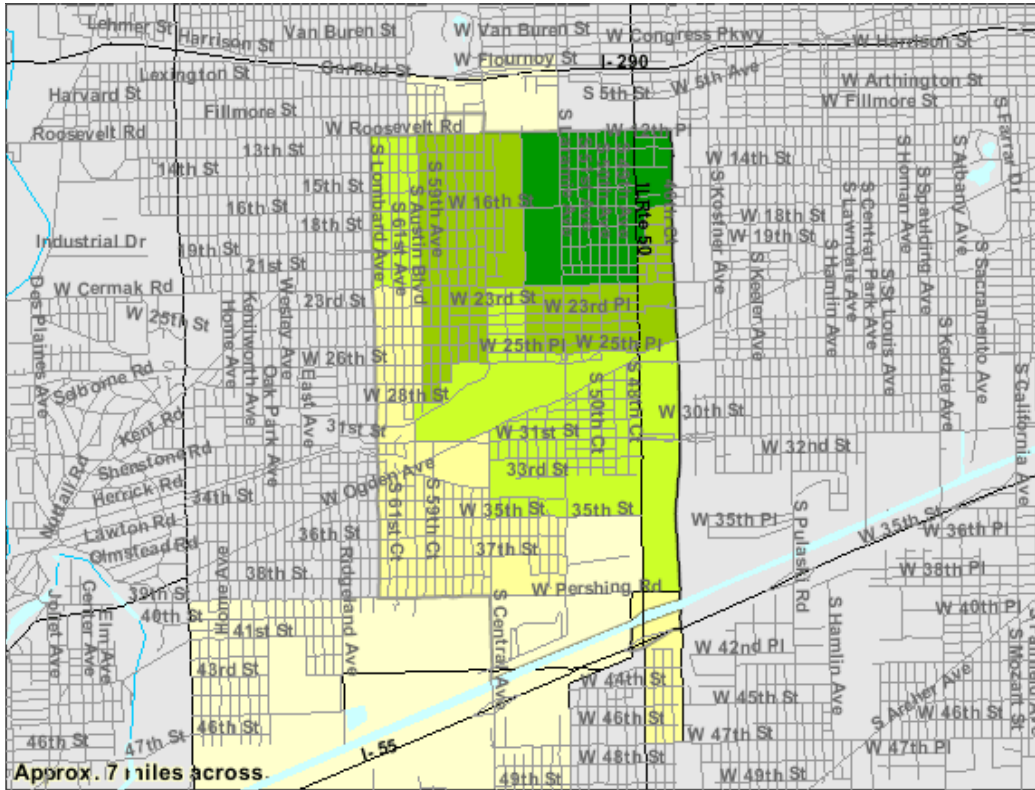 Lehmer St
Harrison St
Van Buren St
W Van Buren St
W Congress Pkwy
W Harrison St
Lexington St
Garfield St
W Flournoy St
I- 290
W 5th Ave
W Arthington St
Harvard St
Fillmore St
S 5th St
W Fillmore St
Roosevelt Rd
W Roosevelt Rd
W 12th Pl
S Farrar Dr
13th St
14th St
W 14th St
15th St
16th St
W 16th St
18th St
W 18th St
Industrial Dr
19th St
W 19th St
21st St
S Lombard Ave
S 61st Ave
S Austin Blvd
S 59th Ave
ILRte 50
S Kostner Ave
S Keeler Ave
S Hamlin Ave
S Lawndale Ave
S Central Park Ave
S St Louis Ave
S Homan Ave
S Spaulding Ave
S Albany Ave
S Sacramento Ave
S Kedzie Ave
S California Ave
W Cermak Rd
23rd St
W 23rd St
W 23rd Pl
W 25th St
W 25th Pl
W 25th Pl
W 26th St
Des Plaines Ave
Home Ave
Kenilworth Ave
Wesley Ave
Oak Park Ave
East Ave
Selborne Rd
W 28th St
S 50th Ct
S 48th Ct
W 30th St
Kent Rd
31st St
W 31st St
W 32nd St
Nuttall Rd
Shenstone Rd
33rd St
Herrick Rd
34th St
W Ogden Ave
Lawton Rd
S 61st Ct
S 59th Ct
W 35th St
35th St
W 35th Pl
S Pulaski Rd
W 35th St
W 36th Pl
Olmstead Rd
36th St
37th St
38th St
W 38th Pl
39th St
40th St
W Pershing Rd
W 40th Pl
Joliet Ave
Center Ave
Elm Ave
Home Ave
Ridgeland Ave
S Central Ave
S Hamlin Ave
S Mozart St
41st St
W 42nd Pl
43rd St
W 44th St
W 45th St
S Archer Ave
46th St
46th St
47th St
W 46th St
W 46th St
W 47th St
W 47th Pl
I- 55
W 48th St
49th St
W 49th St
Approx. 7 miles across.